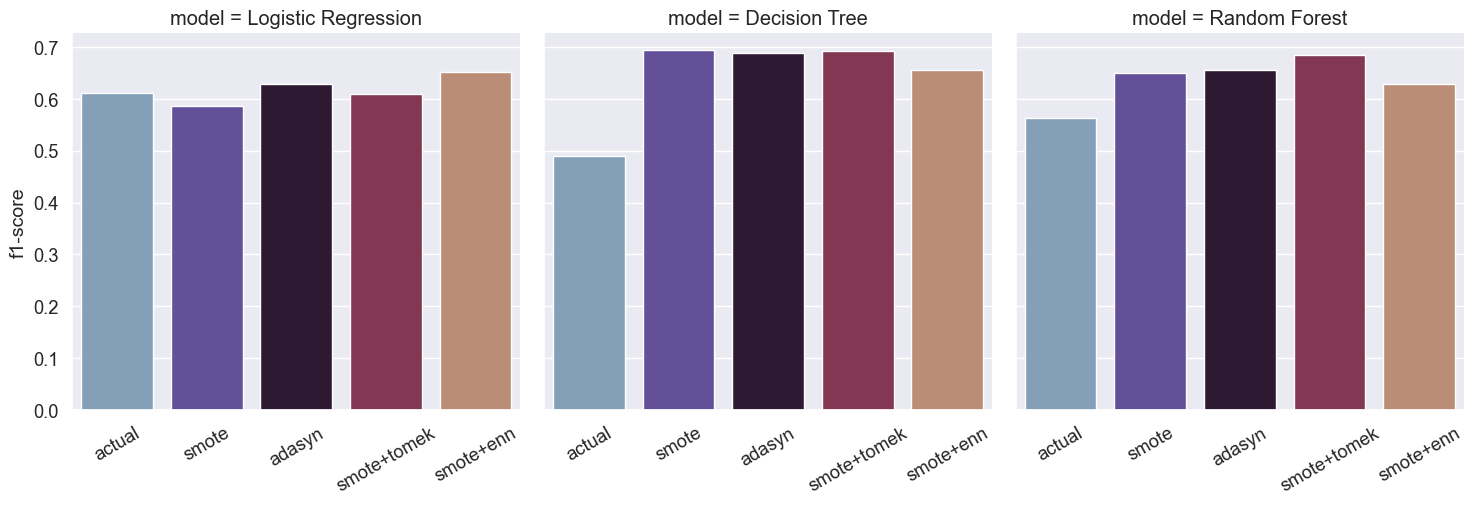 model = Logistic Regression
model = Decision Tree
model = Random Forest
f1-score
0.7
0.6
0.5
0.4
0.3
0.2
0.1
0.0
actual
smote
adasyn
smote+tomek
smote+enn
actual
smote
adasyn
smote+tomek
smote+enn
actual
smote
adasyn
smote+tomek
smote+enn